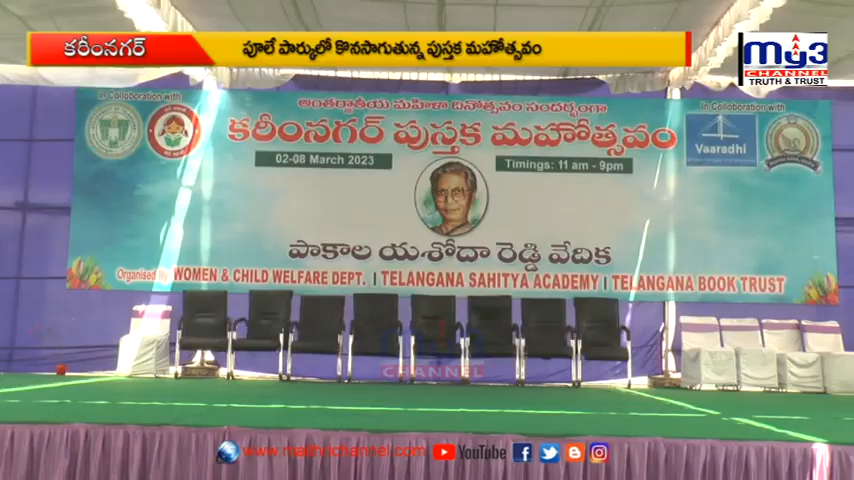 కరీంనగర్
పూలే పార్కులో కొనసాగుతున్న పుస్తక మహోత్సవం
my3
CHANNEL
TRUTH & TRUST
In Collaboration with
అంతర్జాతీయ మహిళా దినోత్సవం సందర్భంగా
In Collaboration with
కరీంనగర్ పుస్తక మహోత్సవం
Vaaradhi
02-08 March 2023
Timings: 11 am - 9pm
పాకాల యశోదా రెడ్డి వేదిక
Organised By: WOMEN & CHILD WELFARE DEPT. | TELANGANA SAHITYA ACADEMY | TELANGANA BOOK TRUST
my3
CHANNEL
www.maithrichannel.com YouTube